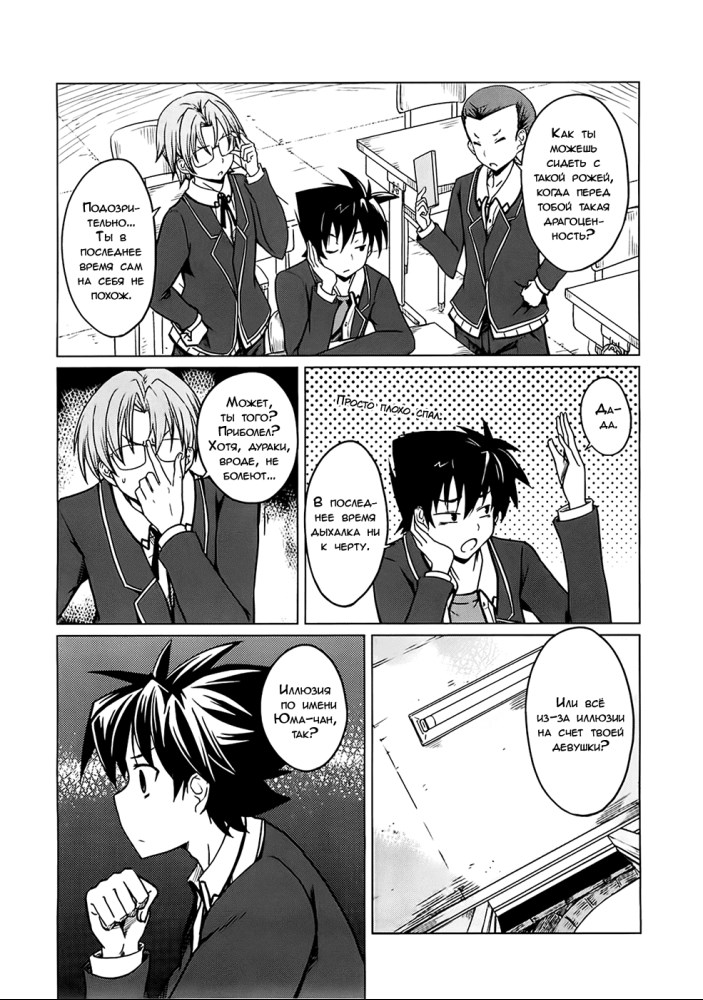 Как ты
можешь
сидеть с
такой рожей,
когда перед
тобой такая
драгоцен-
ность?
Подозри-
тельно...
Ты в
последнее
время сам
на себя не
похож.
Да-
да.
Просто плохо спал.
В послед-
нее время
дыхалка ни
к черту.
Может,
ты того?
Приболел?
Хотя, дураки,
вроде, не
болеют...
Или всё
из-за иллюзии
на счет твоей
девушки?
Иллюзия
по имени
Юма-чан,
так?